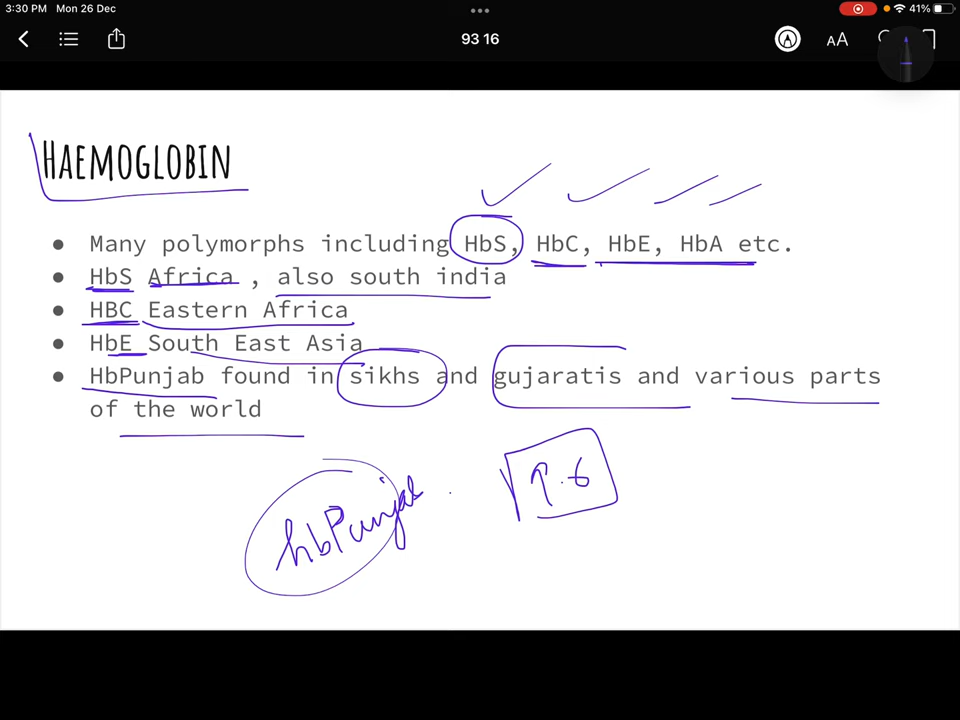 3:30 PM Mon 26 Dec 41%
93 16 AA
HAEMOGLOBIN
● Many polymorphs including HbS, HbC, HbE, HbA etc.
● HbS Africa , also south india
● HBC Eastern Africa
● HbE South East Asia
● HbPunjab found in sikhs and gujaratis and various parts
of the world
hbPunjab